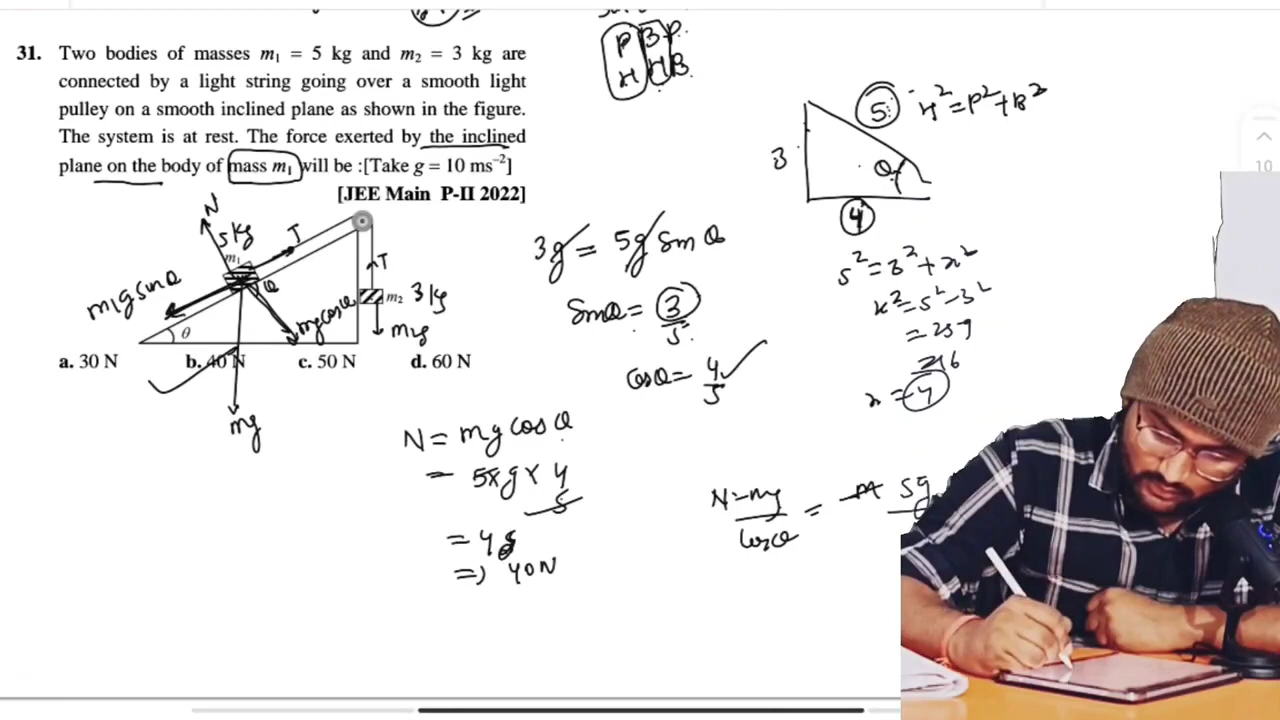 31. Two bodies of masses m₁ = 5 kg and m₂ = 3 kg are
connected by a light string going over a smooth light
pulley on a smooth inclined plane as shown in the figure.
The system is at rest. The force exerted by the inclined
plane on the body of mass m₁ will be :[Take g = 10 ms⁻²]
[JEE Main P-II 2022]
N
5kg
T
m₁
m₁g sinθ
θ
mg cosθ
T
m₂ 3kg
m₂g
θ
a. 30 N b. 40 N c. 50 N d. 60 N
mg
P B P
H H B
3g = 5g sinθ
sinθ = 3/5
cosθ = 4/5
N = mg cosθ
= 5×g×4/5
= 4g
=> 40N
3
5
4
θ
H² = P² + B²
5² = 3² + x²
x² = 5² - 3²
x = 4
N = mg/cosθ = 5g
10